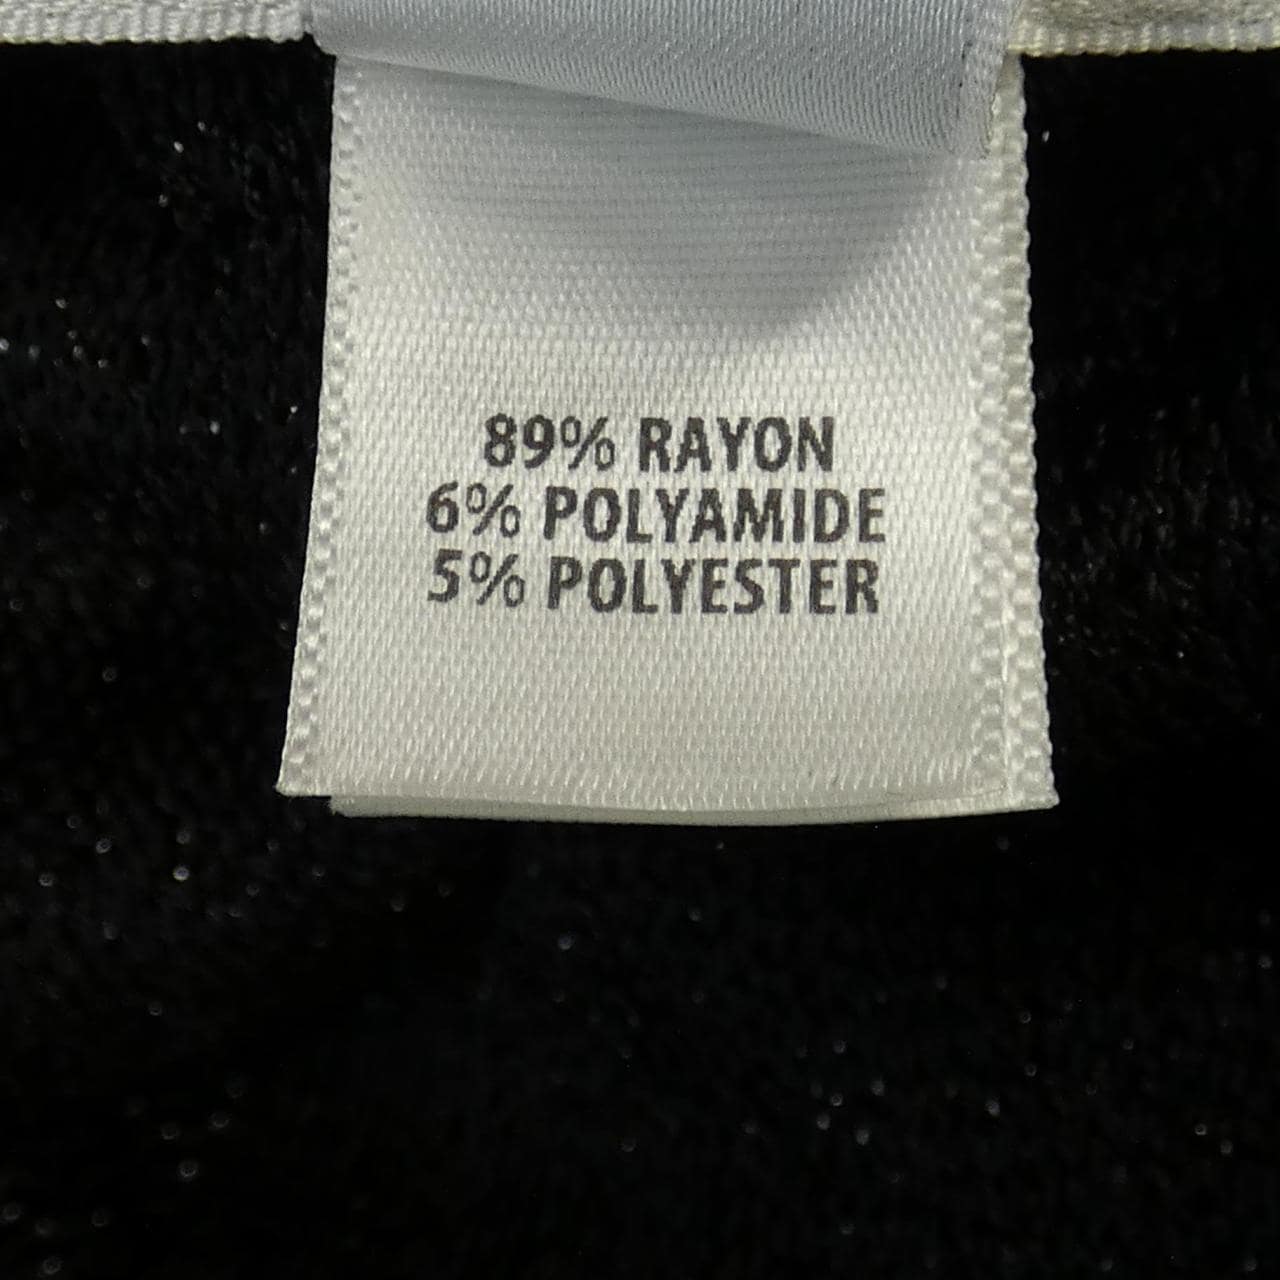 89% RAYON
6% POLYAMIDE
5% POLYESTER